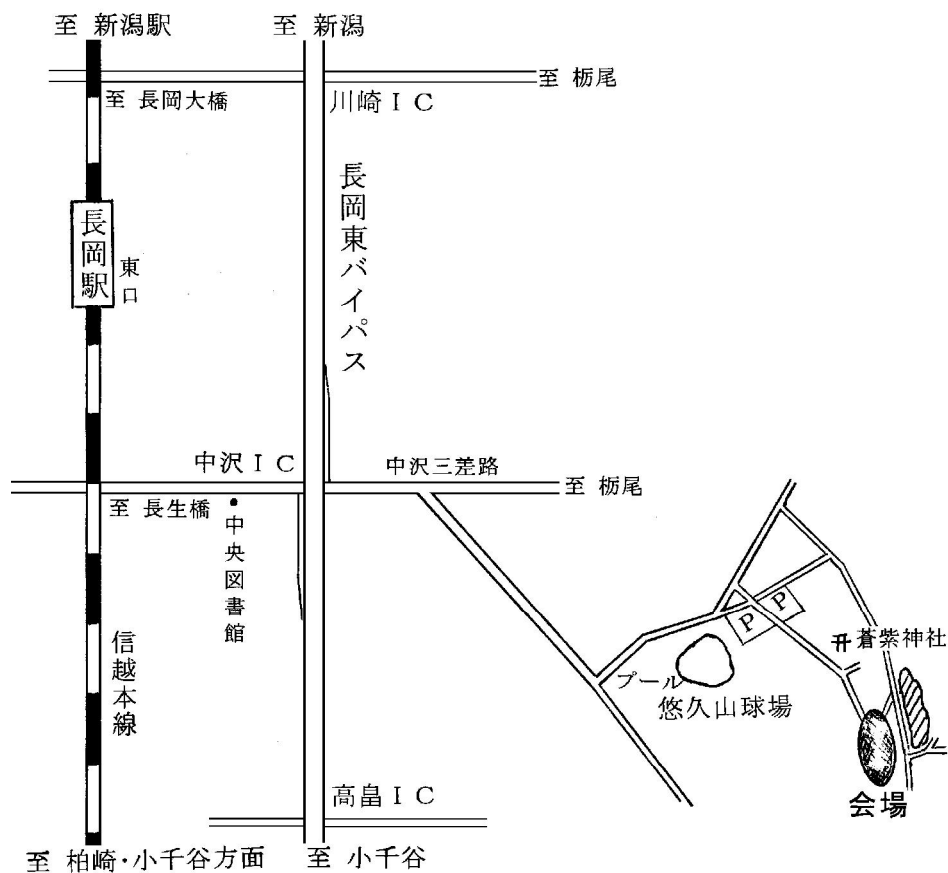 至 新潟駅
至 新潟
至 栃尾
至 長岡大橋
川崎ＩＣ
長岡東バイパス
長岡駅
東口
中沢ＩＣ
中沢三差路
至 栃尾
至 長生橋
中央図書館
信越本線
P P
蒼紫神社
プール
悠久山球場
会場
高畠ＩＣ
至 柏崎・小千谷方面
至 小千谷